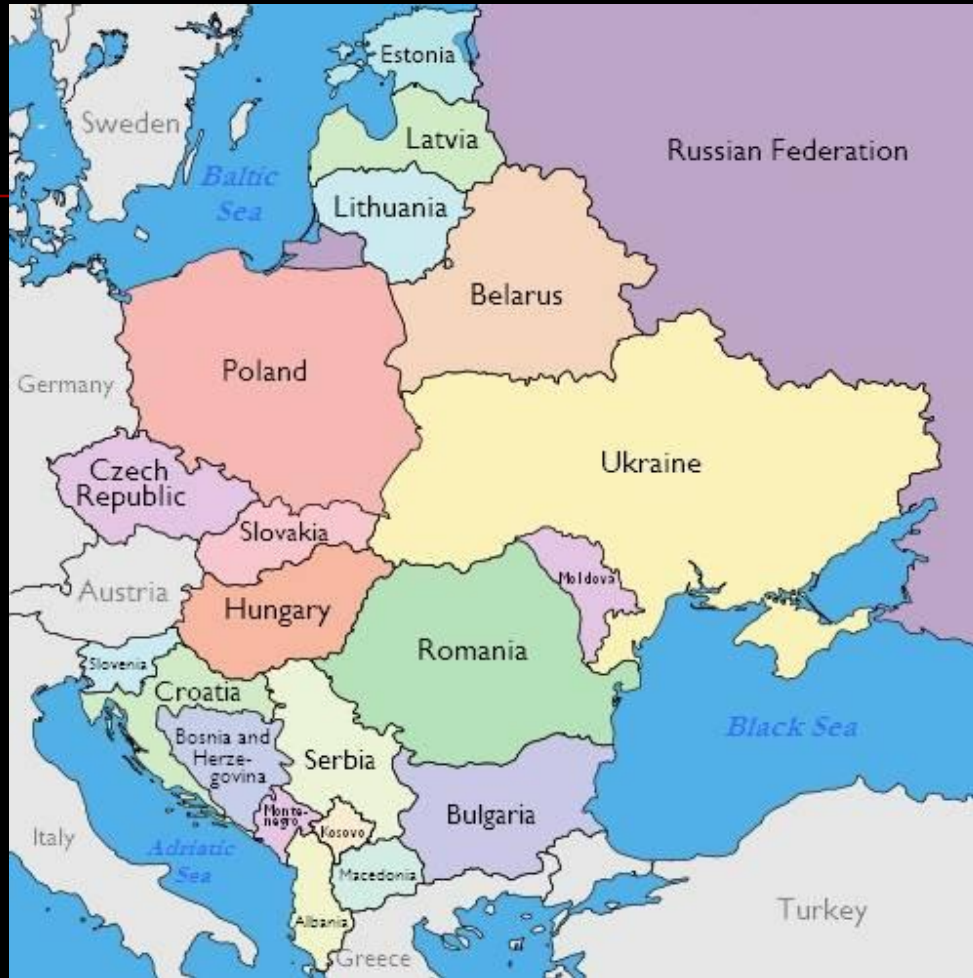 Estonia
Sweden
Latvia
Russian Federation
Baltic
Sea
Lithuania
Belarus
Poland
Germany
Ukraine
Czech
Republic
Slovakia
Moldova
Austria
Hungary
Romania
Slovenia
Croatia
Bosnia and
Herze-
govina
Serbia
Black Sea
Monte-
negro
Kosovo
Bulgaria
Italy
Adriatic
Sea
Macedonia
Albania
Turkey
Greece